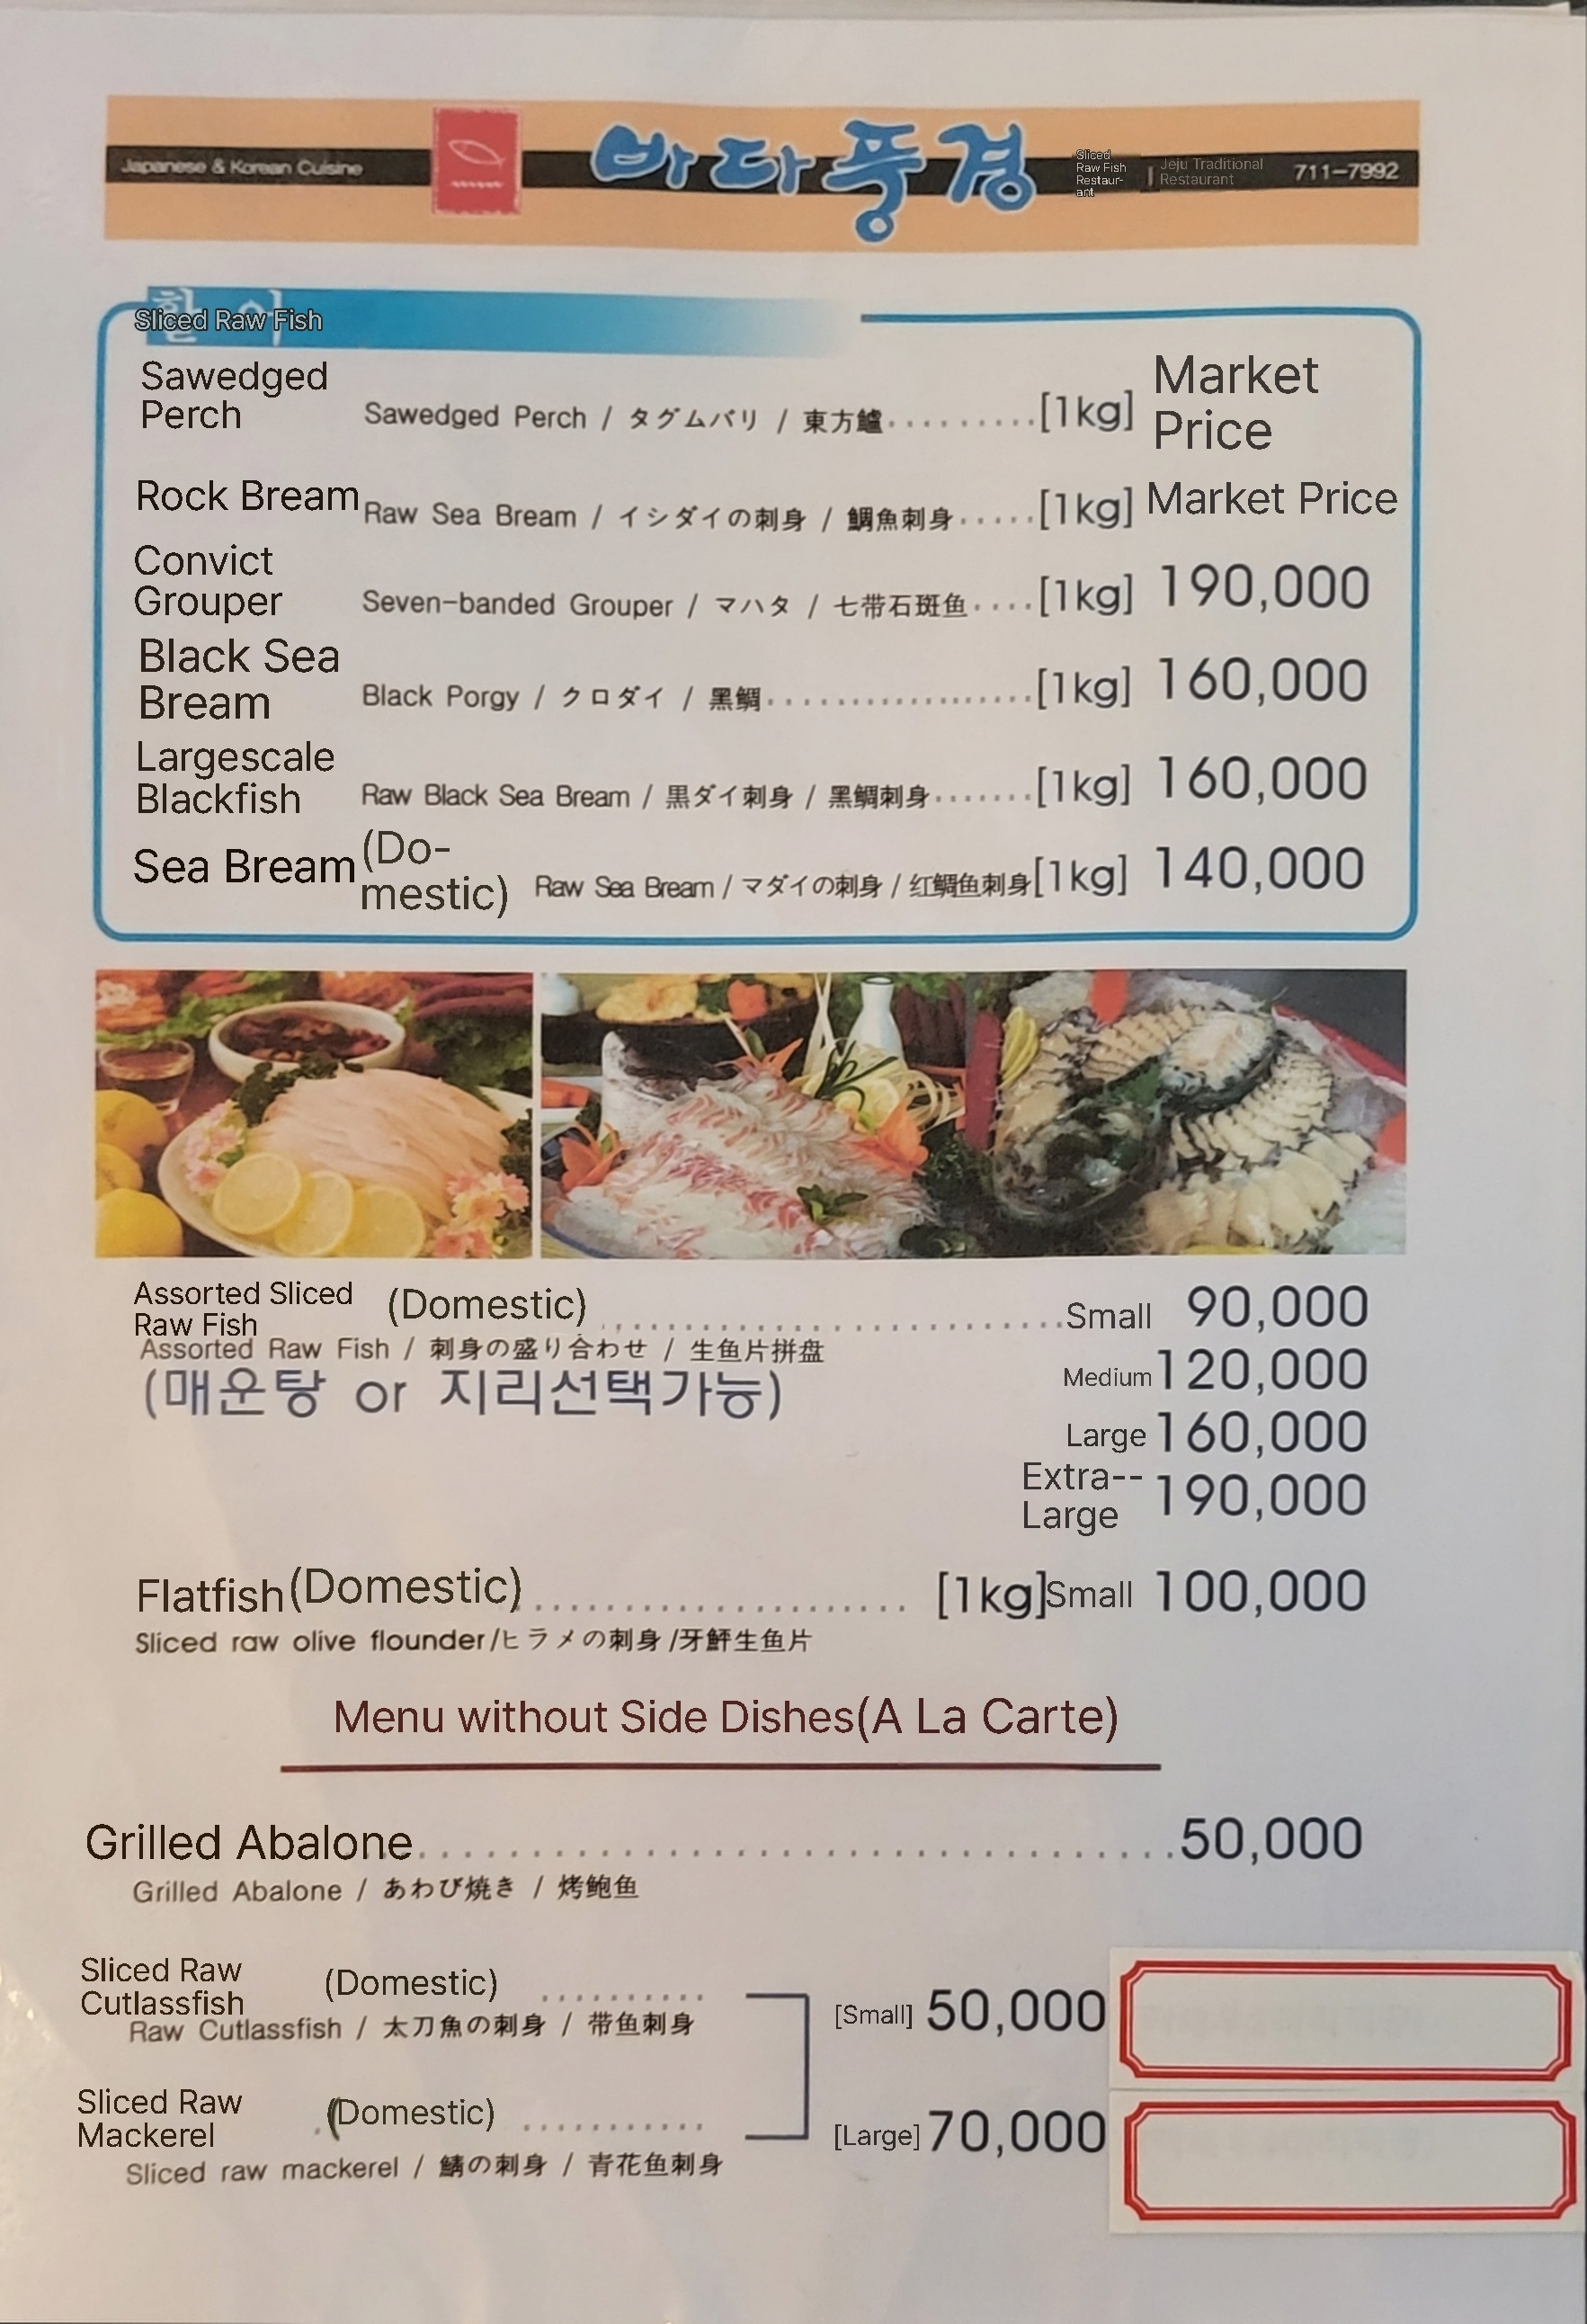 Japanese & Korean Cuisine
바다풍경
Sliced
Raw Fish
Restaur-
ant
Jeju Traditional
Restaurant
711-7992
활어
Sliced Raw Fish
Sawedged
Perch
Sawedged Perch / タグムバリ / 東方鱸.........[1kg]
Market
Price
Rock Bream
Raw Sea Bream / イシダイの刺身 / 鯛魚刺身.....[1kg] Market Price
Convict
Grouper
Seven-banded Grouper / マハタ / 七带石斑鱼....[1kg] 190,000
Black Sea
Bream
Black Porgy / クロダイ / 黑鲷................[1kg] 160,000
Largescale
Blackfish
Raw Black Sea Bream / 黒ダイ刺身 / 黑鲷刺身.......[1kg] 160,000
Sea Bream
(Do-
mestic)
Raw Sea Bream / マダイの刺身 / 红鲷鱼刺身[1kg] 140,000
Assorted Sliced
Raw Fish
(Domestic) ........................... Small 90,000
Assorted Raw Fish / 刺身の盛り合わせ / 生鱼片拼盘
Medium 120,000
(매운탕 or 지리선택가능)
Large 160,000
Extra--
Large
190,000
Flatfish(Domestic)...................... [1kg]Small 100,000
Sliced raw olive flounder/ヒラメの刺身/牙鲆生鱼片
Menu without Side Dishes(A La Carte)
Grilled Abalone.................................50,000
Grilled Abalone / あわび焼き / 烤鲍鱼
Sliced Raw
Cutlassfish
(Domestic) ..........
Raw Cutlassfish / 太刀魚の刺身 / 带鱼刺身
[Small] 50,000
Sliced Raw
Mackerel
(Domestic) ...........
Sliced raw mackerel / 鯖の刺身 / 青花鱼刺身
[Large] 70,000